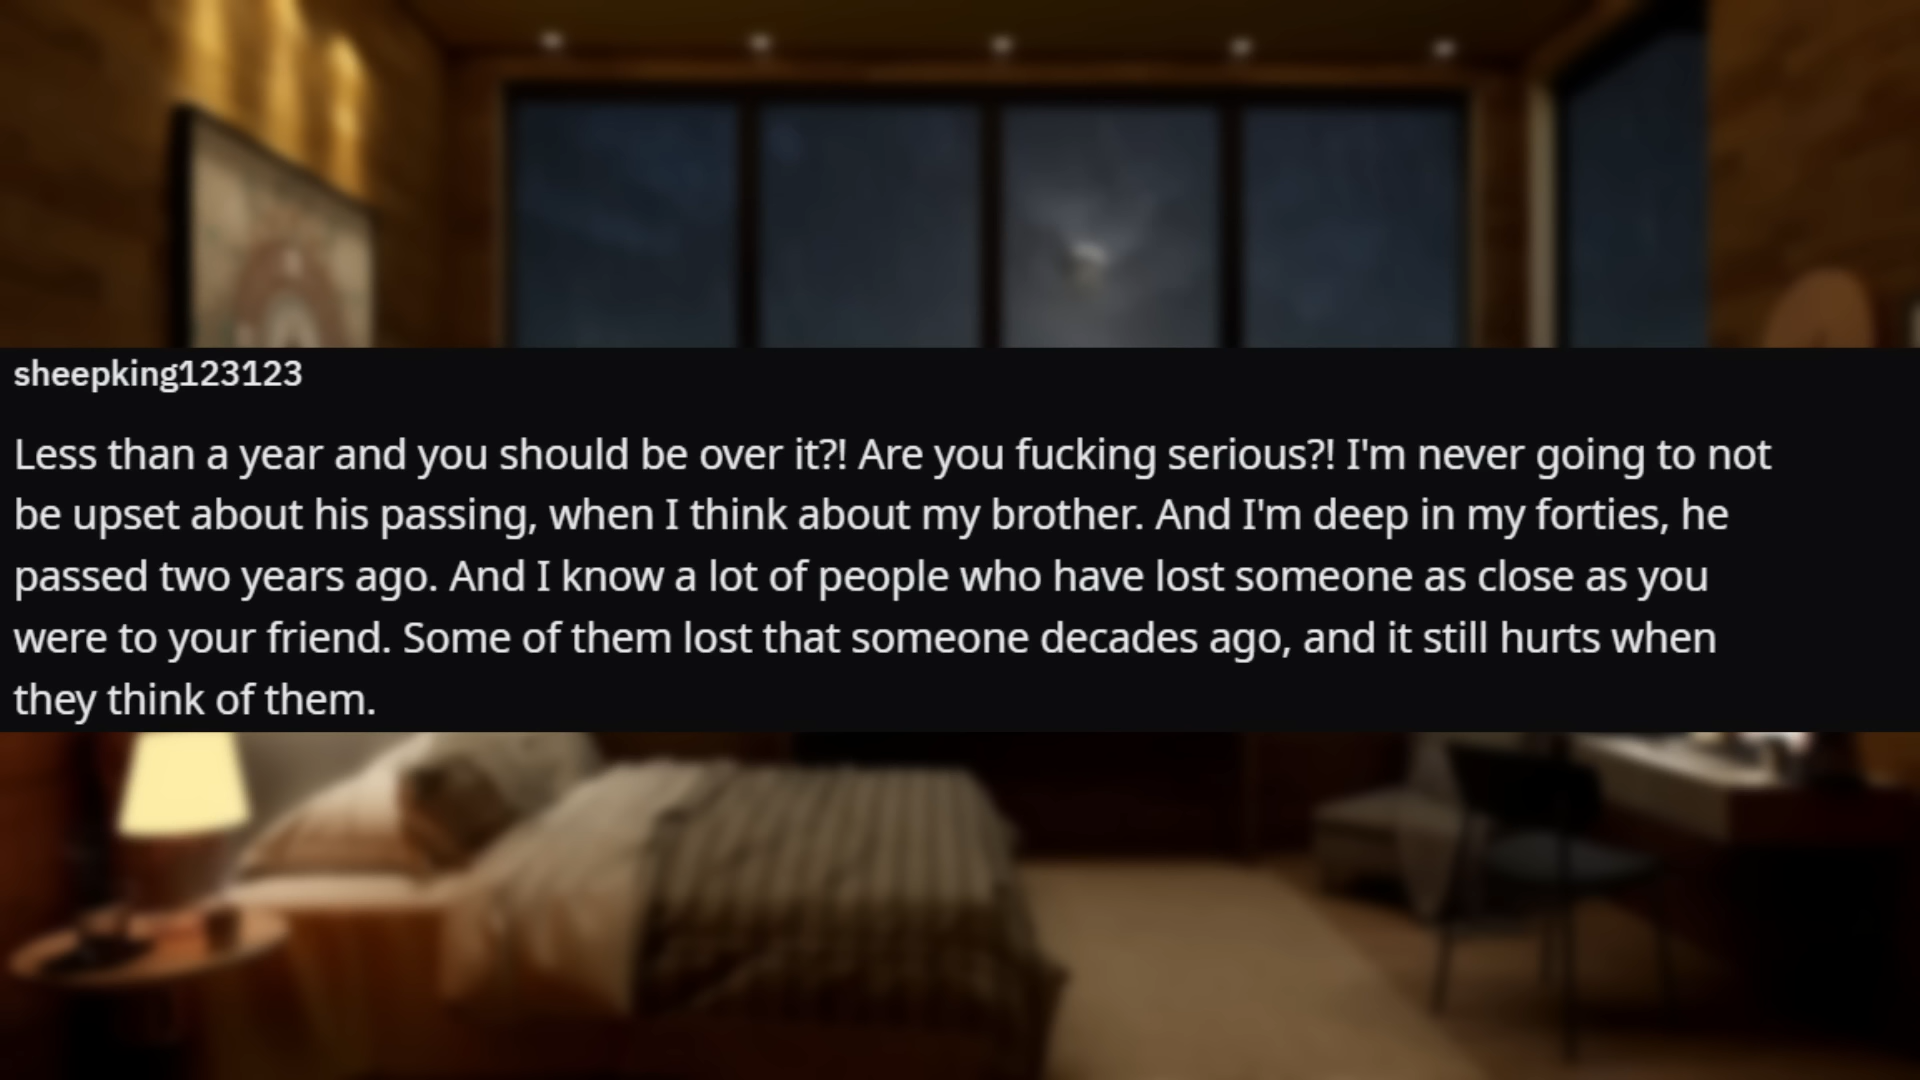 sheepking123123
Less than a year and you should be over it?! Are you fucking serious?! I'm never going to not
be upset about his passing, when I think about my brother. And I'm deep in my forties, he
passed two years ago. And I know a lot of people who have lost someone as close as you
were to your friend. Some of them lost that someone decades ago, and it still hurts when
they think of them.